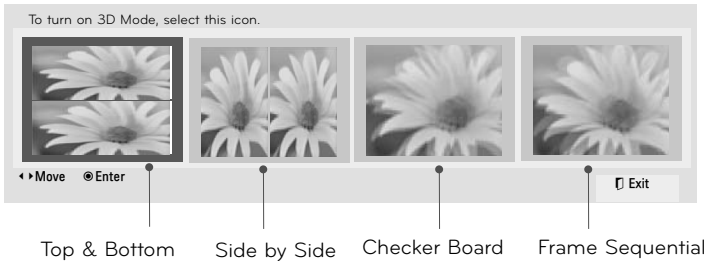 To turn on 3D Mode, select this icon.
Move Enter
Exit
Top & Bottom Side by Side Checker Board Frame Sequential